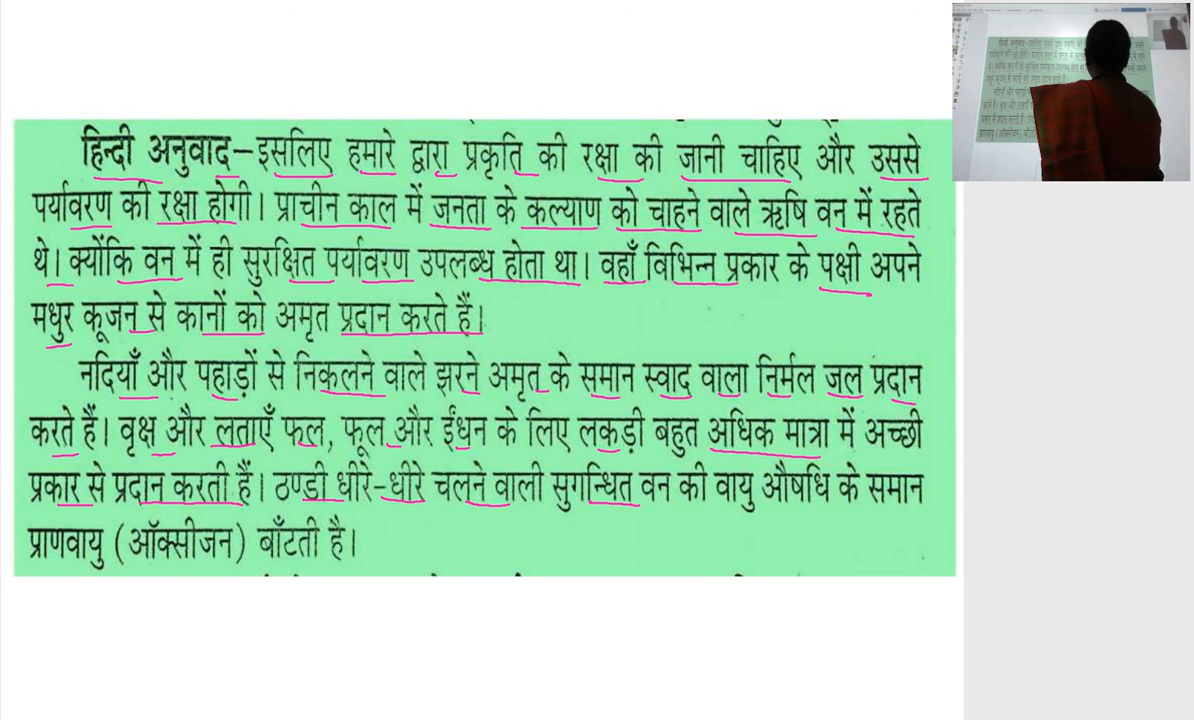 हिन्दी अनुवाद–इसलिए हमारे द्वारा प्रकृति की रक्षा की जानी चाहिए और उससे
पर्यावरण की रक्षा होगी। प्राचीन काल में जनता के कल्याण को चाहने वाले ऋषि वन में रहते
थे। क्योंकि वन में ही सुरक्षित पर्यावरण उपलब्ध होता था। वहाँ विभिन्न प्रकार के पक्षी अपने
मधुर कूजन से कानों को अमृत प्रदान करते हैं।
नदियाँ और पहाड़ों से निकलने वाले झरने अमृत के समान स्वाद वाला निर्मल जल प्रदान
करते हैं। वृक्ष और लताएँ फल, फूल और ईंधन के लिए लकड़ी बहुत अधिक मात्रा में अच्छी
प्रकार से प्रदान करती हैं। ठण्डी धीरे-धीरे चलने वाली सुगन्धित वन की वायु औषधि के समान
प्राणवायु (ऑक्सीजन) बाँटती है।